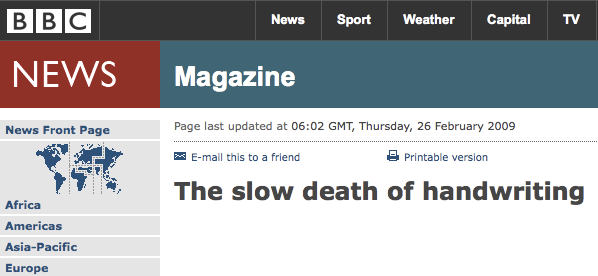 BBC News Sport Weather Capital TV
NEWS Magazine
News Front Page
Africa
Americas
Asia-Pacific
Europe
Page last updated at 06:02 GMT, Thursday, 26 February 2009
E-mail this to a friend Printable version
The slow death of handwriting